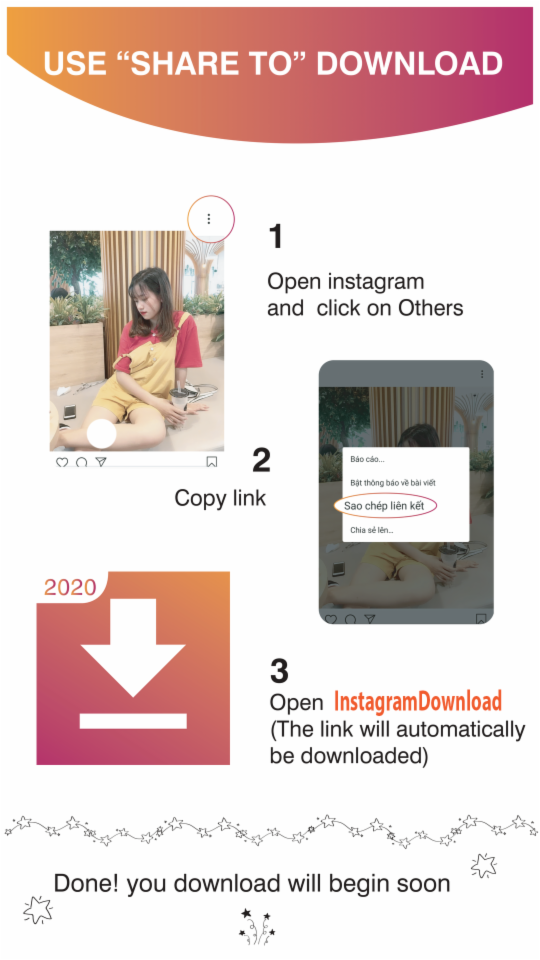 USE “SHARE TO” DOWNLOAD
1
Open instagram
and click on Others
2
Copy link
Báo cáo...
Bật thông báo về bài viết
Sao chép liên kết
Chia sẻ lên...
2020
3
Open InstagramDownload
(The link will automatically
be downloaded)
Done! you download will begin soon